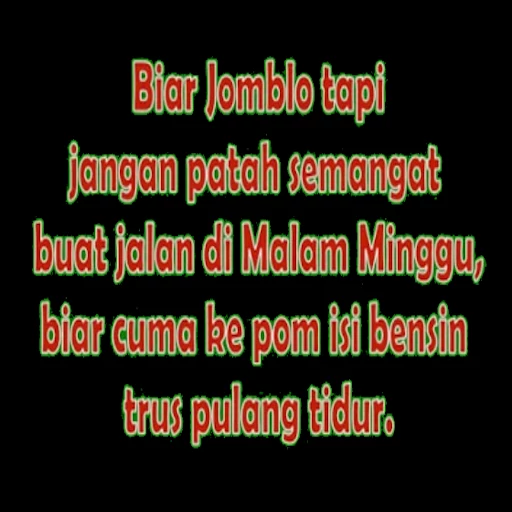 Biar Jomblo tapi
jangan patah semangat
buat jalan di Malam Minggu,
biar cuma ke pom isi bensin
trus pulang tidur.